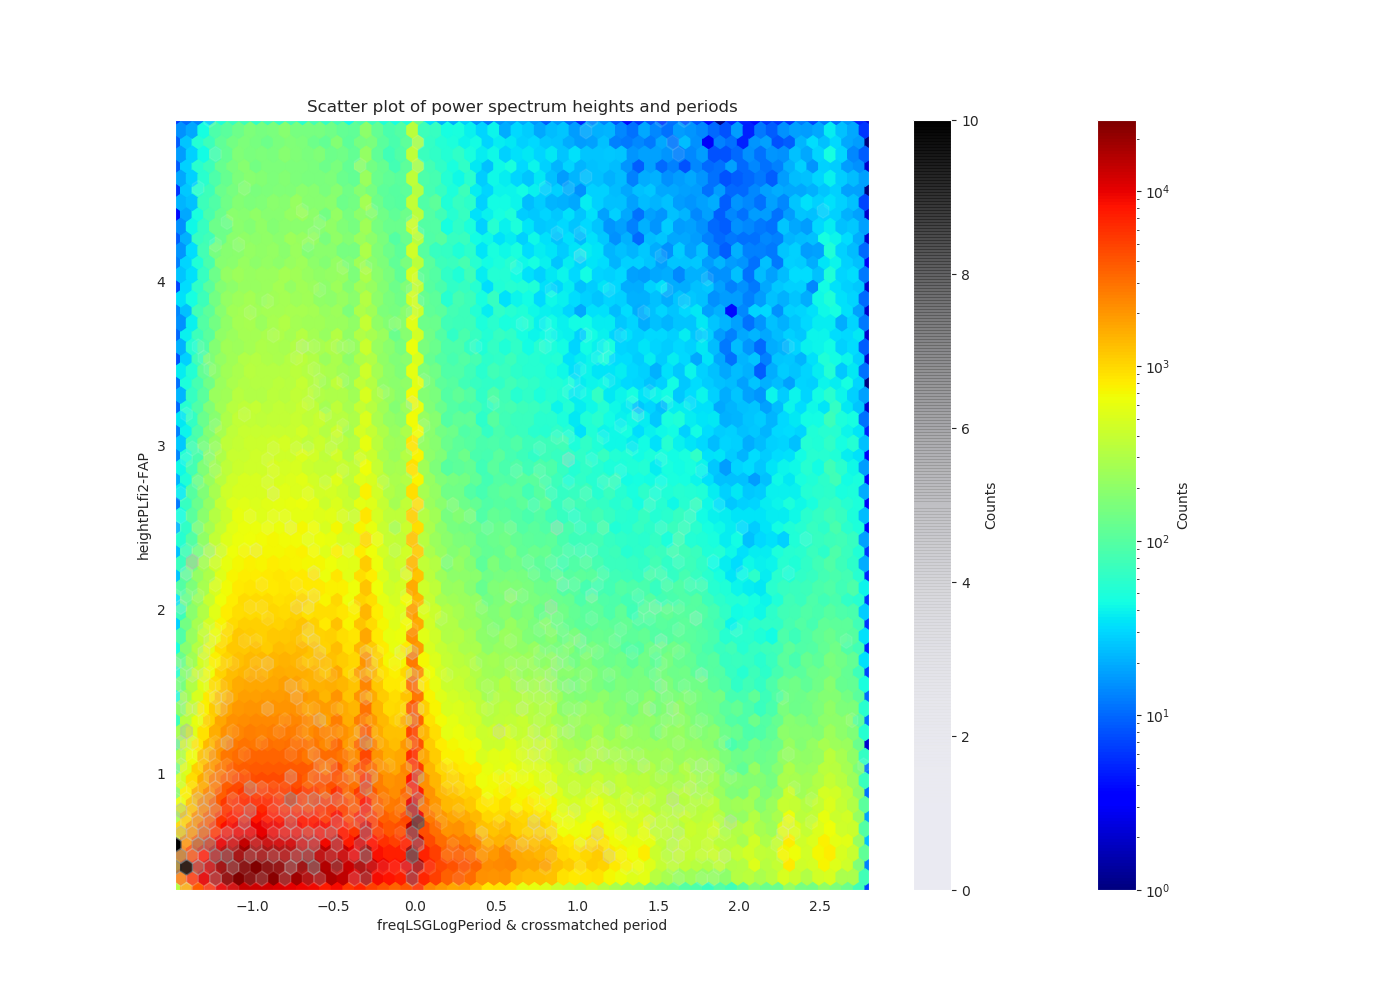 Scatter plot of power spectrum heights and periods
heightPLfi2-FAP
4
3
2
1
−1.0 −0.5 0.0 0.5 1.0 1.5 2.0 2.5
freqLSGLogPeriod & crossmatched period
10
8
6
4
2
0
Counts
10^4
10^3
10^2
10^1
10^0
Counts